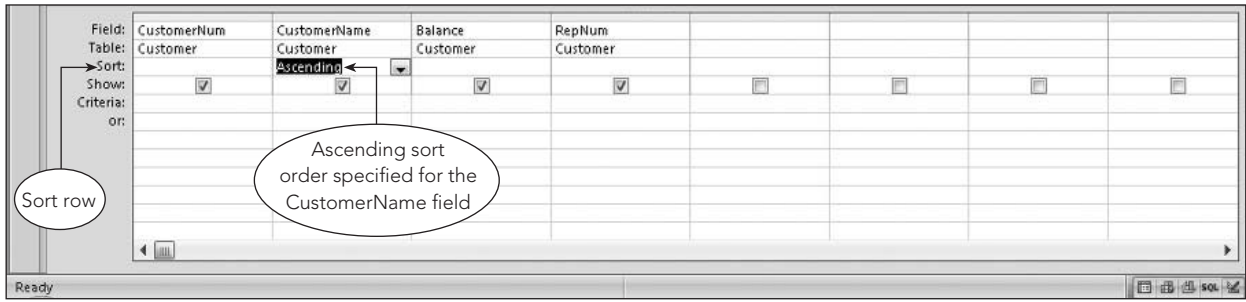 Field: CustomerNum CustomerName Balance RepNum
Table: Customer Customer Customer Customer
Sort: Ascending
Show:
Criteria:
or:
Sort row
Ascending sort
order specified for the
CustomerName field
Ready
SQL